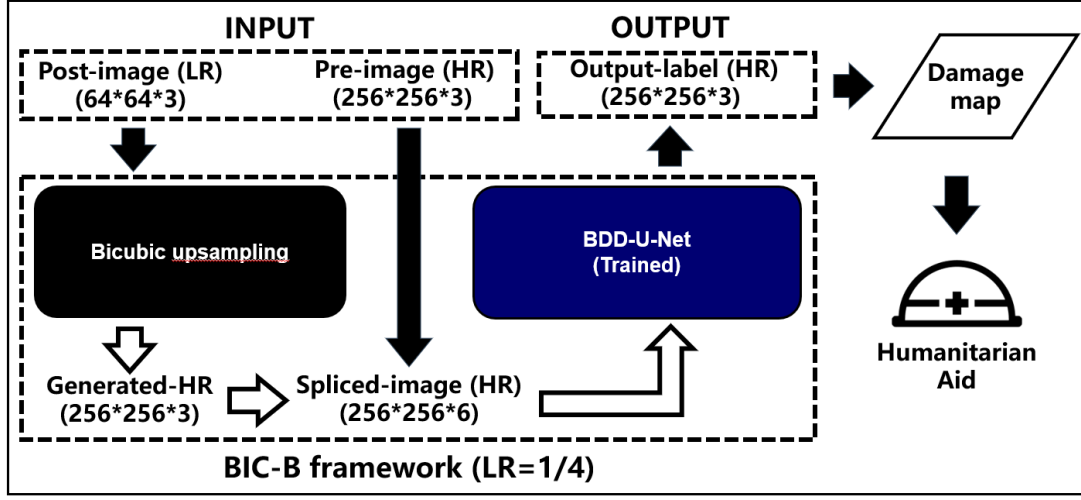 INPUT
OUTPUT
Post-image (LR)
(64*64*3)
Pre-image (HR)
(256*256*3)
Output-label (HR)
(256*256*3)
Damage
map
Bicubic upsampling
BDD-U-Net
(Trained)
Generated-HR
(256*256*3)
Spliced-image (HR)
(256*256*6)
Humanitarian
Aid
BIC-B framework (LR=1/4)